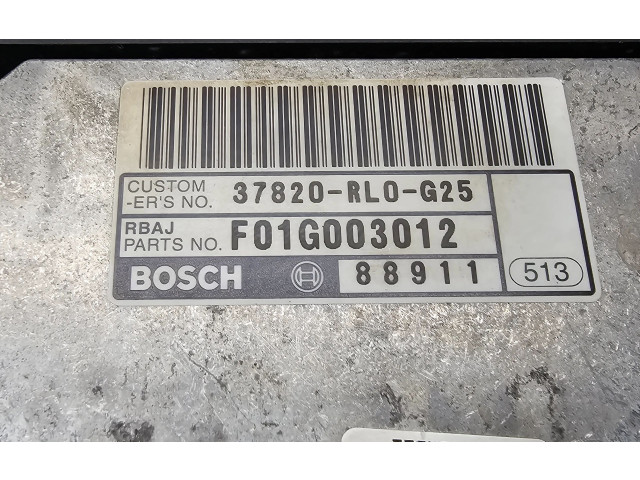 CUSTOM
-ER'S NO. 37820-RL0-G25
RBAJ
PARTS NO. F01G003012
BOSCH 88911 513